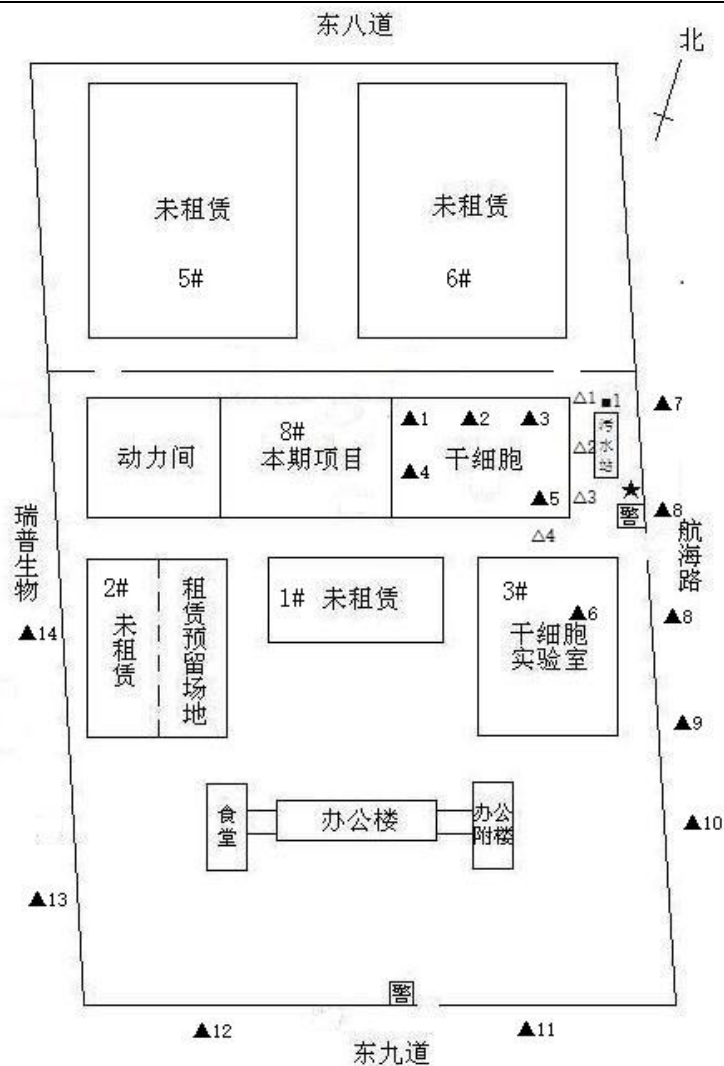 东八道
北
未租赁
5#
未租赁
6#
动力间
8#
本期项目
▲1
▲2
▲3
▲4
干细胞
▲5
△1
■1
△2
△3
△4
污水站
★
警
▲7
▲8
航海路
瑞普生物
▲14
2#
未租赁
租赁预留场地
1# 未租赁
3#
▲6
干细胞
实验室
▲8
▲9
食堂
办公楼
办公
附楼
▲10
▲13
警
▲12
▲11
东九道